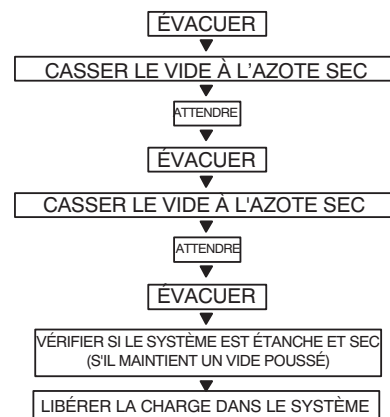 ÉVACUER
CASSER LE VIDE À L’AZOTE SEC
ATTENDRE
ÉVACUER
CASSER LE VIDE À L'AZOTE SEC
ATTENDRE
ÉVACUER
VÉRIFIER SI LE SYSTÈME EST ÉTANCHE ET SEC
(S'IL MAINTIENT UN VIDE POUSSÉ)
LIBÉRER LA CHARGE DANS LE SYSTÈME